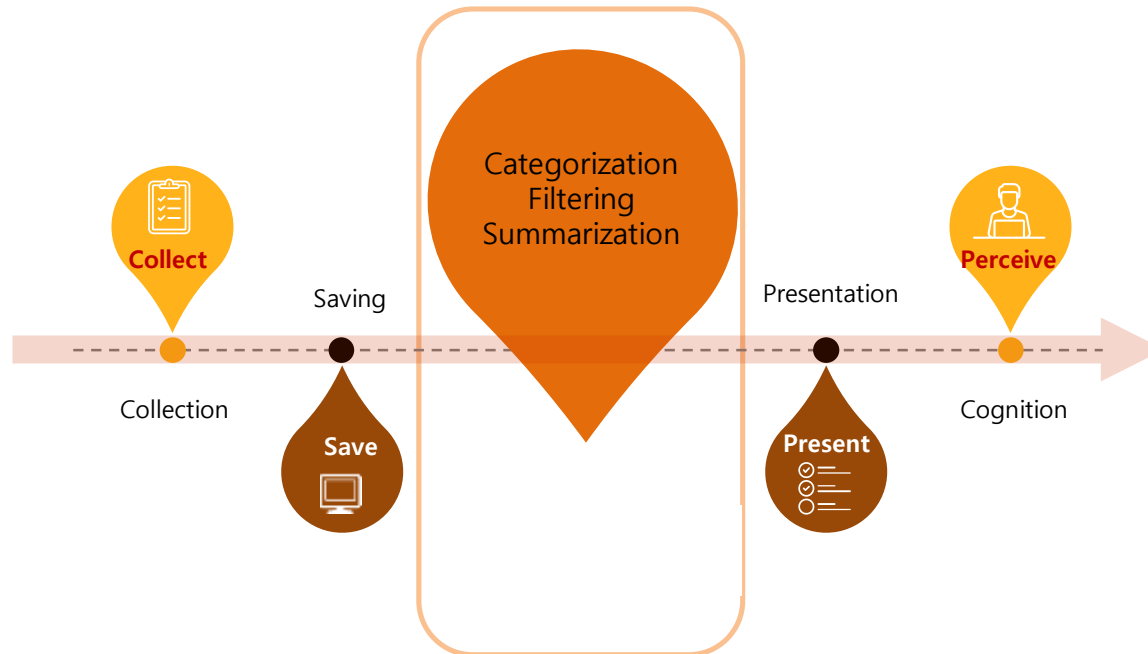 Categorization
Filtering
Summarization
Collect
Perceive
Saving
Presentation
Collection
Cognition
Save
Present